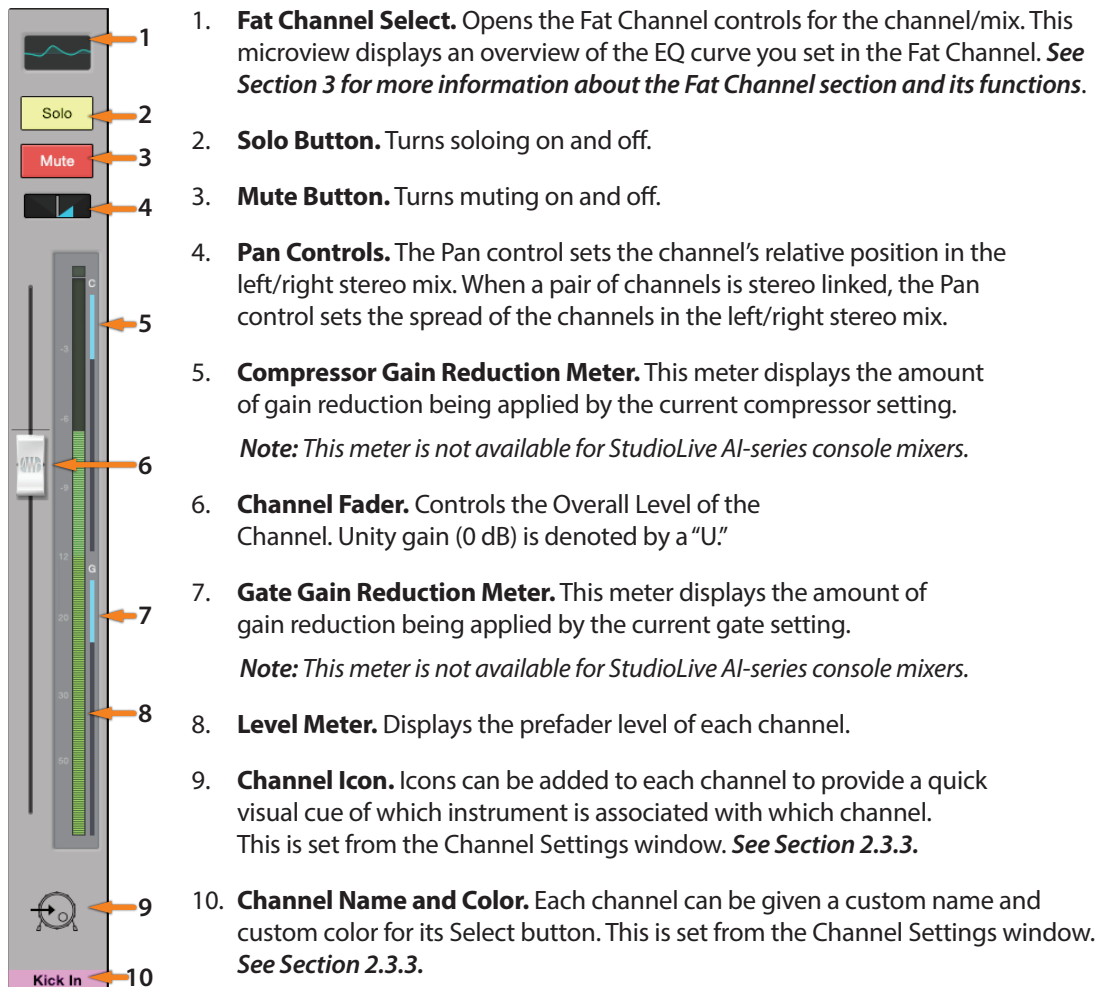 1
Solo
2
Mute
3
4
C
5
-3
-6
6
-9
12
G
7
20
30
8
50
9
Kick In
10
1. Fat Channel Select. Opens the Fat Channel controls for the channel/mix. This
microview displays an overview of the EQ curve you set in the Fat Channel. See
Section 3 for more information about the Fat Channel section and its functions.
2. Solo Button. Turns soloing on and off.
3. Mute Button. Turns muting on and off.
4. Pan Controls. The Pan control sets the channel's relative position in the
left/right stereo mix. When a pair of channels is stereo linked, the Pan
control sets the spread of the channels in the left/right stereo mix.
5. Compressor Gain Reduction Meter. This meter displays the amount
of gain reduction being applied by the current compressor setting.
Note: This meter is not available for StudioLive AI-series console mixers.
6. Channel Fader. Controls the Overall Level of the
Channel. Unity gain (0 dB) is denoted by a "U."
7. Gate Gain Reduction Meter. This meter displays the amount of
gain reduction being applied by the current gate setting.
Note: This meter is not available for StudioLive AI-series console mixers.
8. Level Meter. Displays the prefader level of each channel.
9. Channel Icon. Icons can be added to each channel to provide a quick
visual cue of which instrument is associated with which channel.
This is set from the Channel Settings window. See Section 2.3.3.
10. Channel Name and Color. Each channel can be given a custom name and
custom color for its Select button. This is set from the Channel Settings window.
See Section 2.3.3.